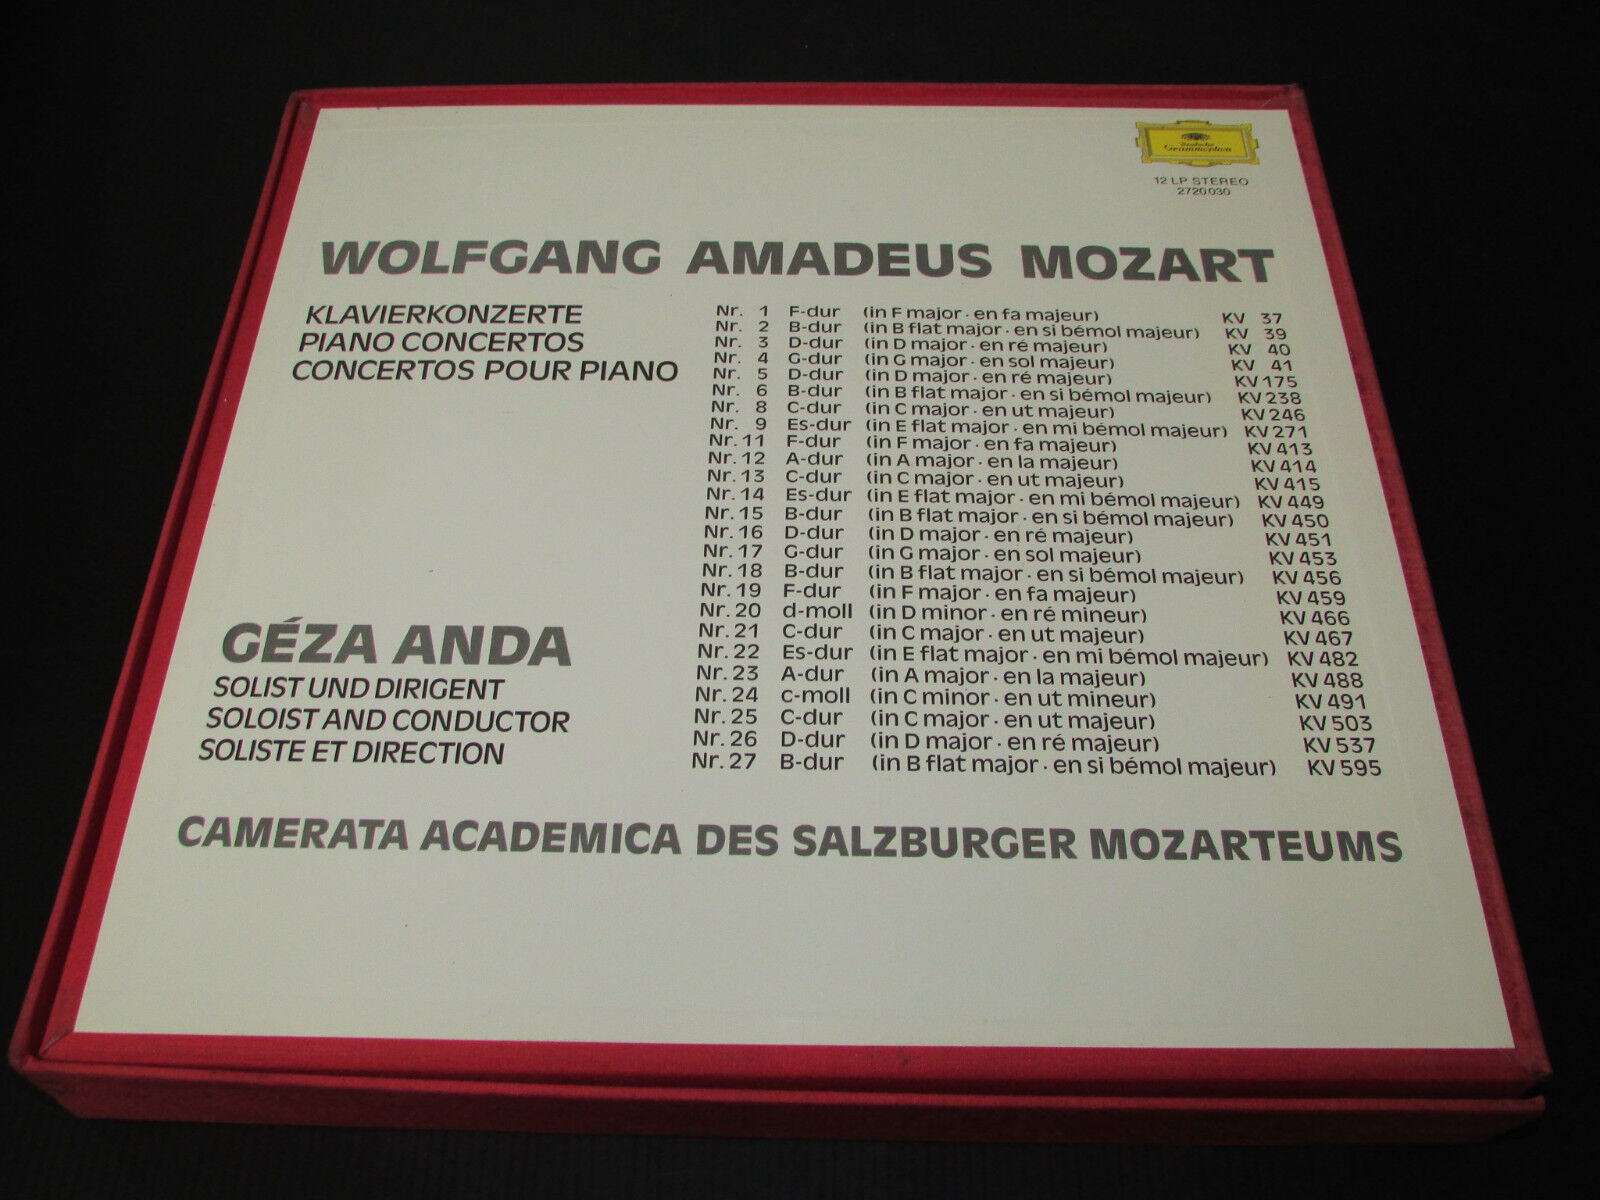 Deutsche
Grammophon
12 LP STEREO
2720 030
WOLFGANG AMADEUS MOZART
KLAVIERKONZERTE
PIANO CONCERTOS
CONCERTOS POUR PIANO
Nr. 1 F-dur (in F major · en fa majeur) KV 37
Nr. 2 B-dur (in B flat major · en si bémol majeur) KV 39
Nr. 3 D-dur (in D major · en ré majeur) KV 40
Nr. 4 G-dur (in G major · en sol majeur) KV 41
Nr. 5 D-dur (in D major · en ré majeur) KV 175
Nr. 6 B-dur (in B flat major · en si bémol majeur) KV 238
Nr. 8 C-dur (in C major · en ut majeur) KV 246
Nr. 9 Es-dur (in E flat major · en mi bémol majeur) KV 271
Nr. 11 F-dur (in F major · en fa majeur) KV 413
Nr. 12 A-dur (in A major · en la majeur) KV 414
Nr. 13 C-dur (in C major · en ut majeur) KV 415
Nr. 14 Es-dur (in E flat major · en mi bémol majeur) KV 449
Nr. 15 B-dur (in B flat major · en si bémol majeur) KV 450
Nr. 16 D-dur (in D major · en ré majeur) KV 451
Nr. 17 G-dur (in G major · en sol majeur) KV 453
Nr. 18 B-dur (in B flat major · en si bémol majeur) KV 456
Nr. 19 F-dur (in F major · en fa majeur) KV 459
Nr. 20 d-moll (in D minor · en ré mineur) KV 466
Nr. 21 C-dur (in C major · en ut majeur) KV 467
Nr. 22 Es-dur (in E flat major · en mi bémol majeur) KV 482
Nr. 23 A-dur (in A major · en la majeur) KV 488
Nr. 24 c-moll (in C minor · en ut mineur) KV 491
Nr. 25 C-dur (in C major · en ut majeur) KV 503
Nr. 26 D-dur (in D major · en ré majeur) KV 537
Nr. 27 B-dur (in B flat major · en si bémol majeur) KV 595
GÉZA ANDA
SOLIST UND DIRIGENT
SOLOIST AND CONDUCTOR
SOLISTE ET DIRECTION
CAMERATA ACADEMICA DES SALZBURGER MOZARTEUMS